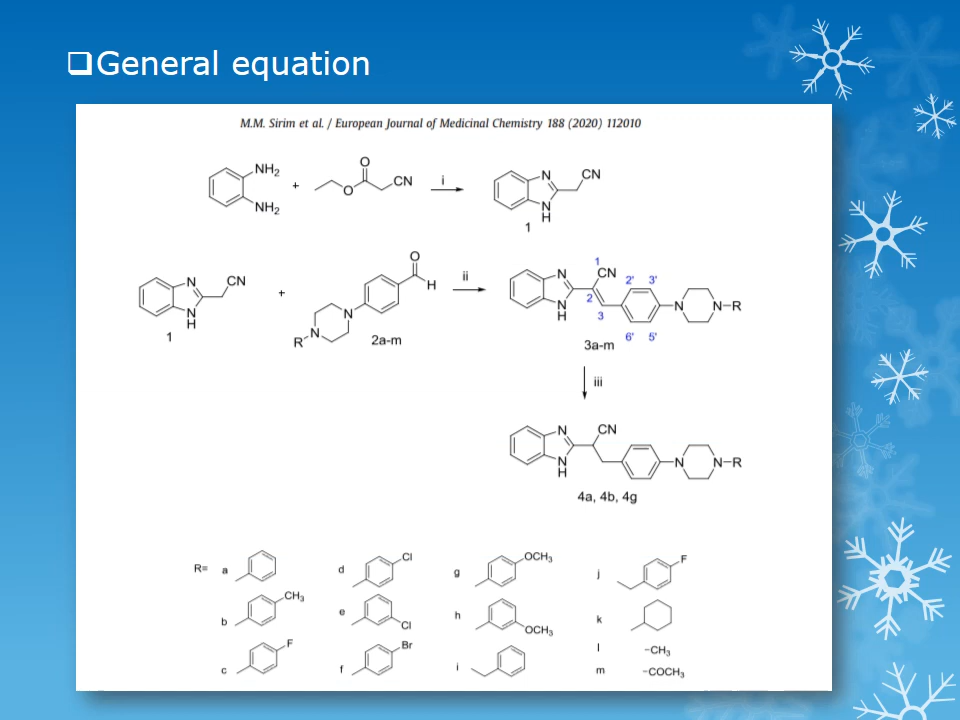 ❑General equation
M.M. Sirim et al. / European Journal of Medicinal Chemistry 188 (2020) 112010
NH2
NH2
+
O
O
CN
i
N
N
H
CN
1
N
N
H
CN
1
+
O
H
N
N
R
2a-m
ii
N
N
H
1
CN
2
3
2' 3'
6' 5'
N
N-R
3a-m
iii
N
N
H
CN
N
N-R
4a, 4b, 4g
R= a
b CH3
c F
d Cl
e Cl
f Br
g OCH3
h OCH3
i
j F
k
l -CH3
m -COCH3